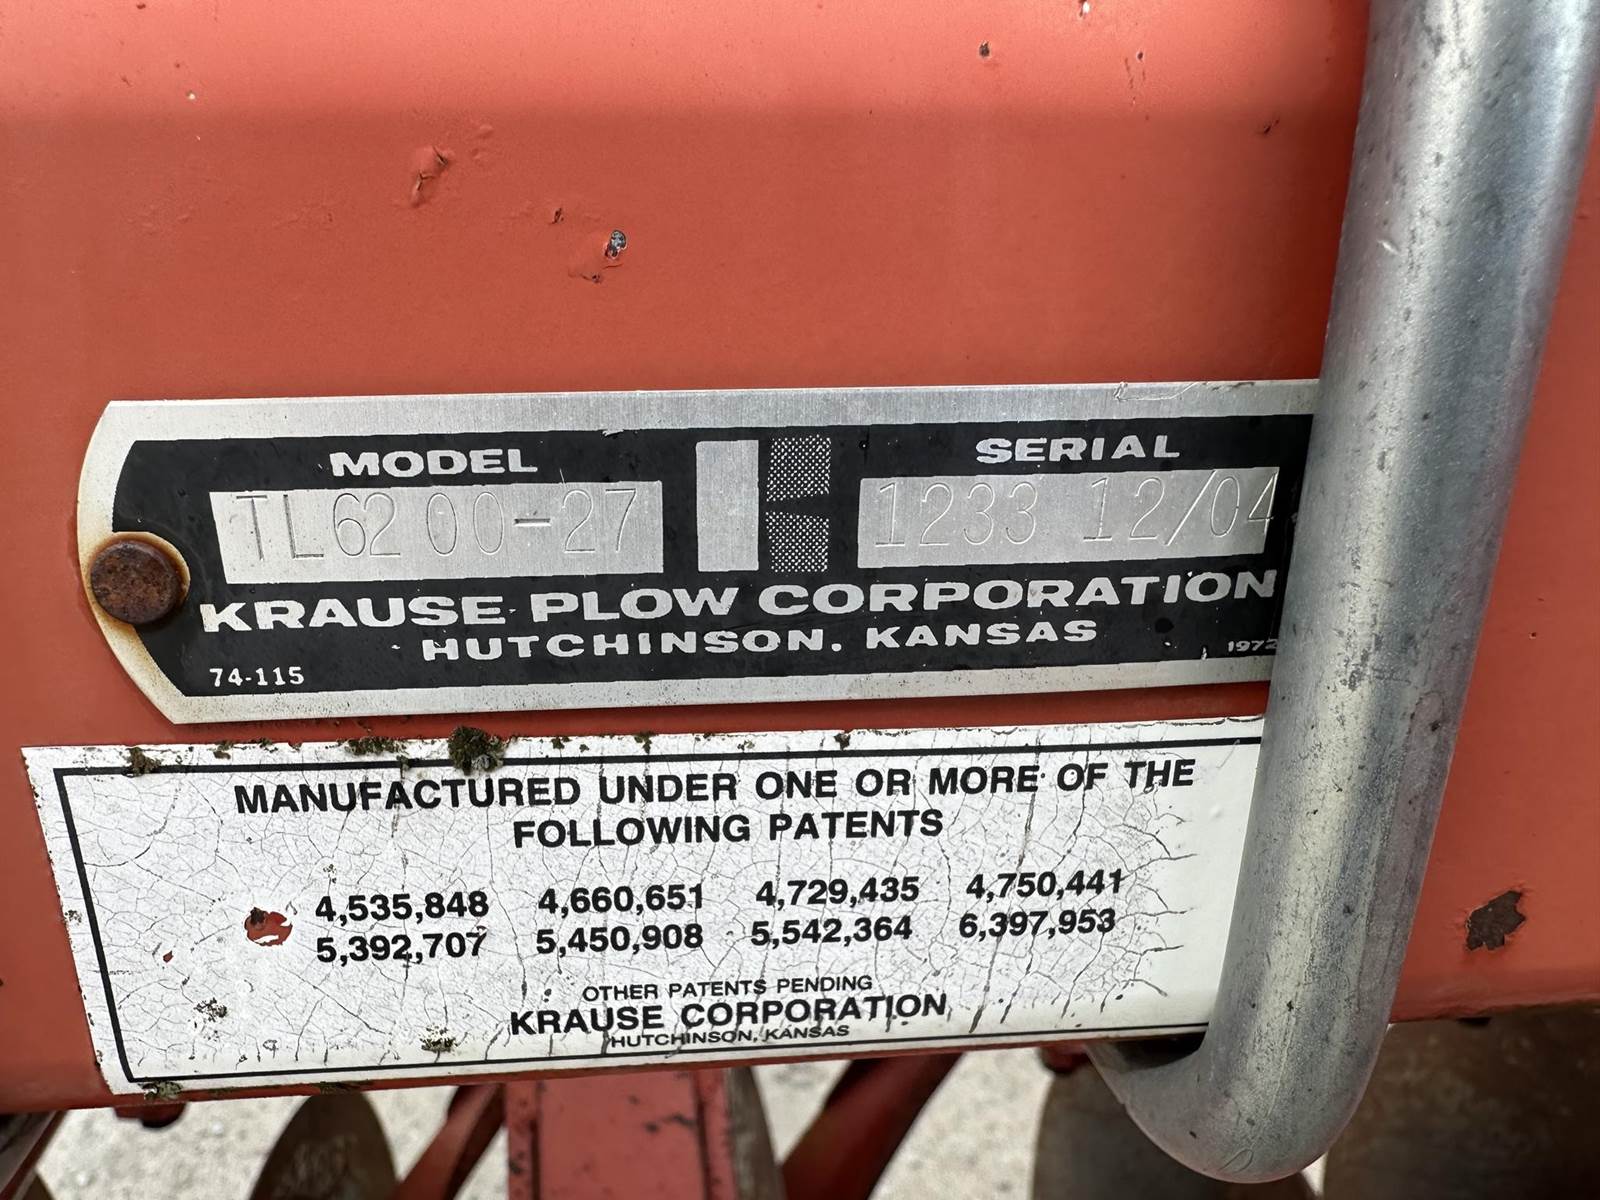 MODEL
SERIAL
TL6200-27
1233 12/04
KRAUSE PLOW CORPORATION
HUTCHINSON, KANSAS
74-115
1972
MANUFACTURED UNDER ONE OR MORE OF THE
FOLLOWING PATENTS
4,535,848 4,660,651 4,729,435 4,750,441
5,392,707 5,450,908 5,542,364 6,397,953
OTHER PATENTS PENDING
KRAUSE CORPORATION
HUTCHINSON, KANSAS